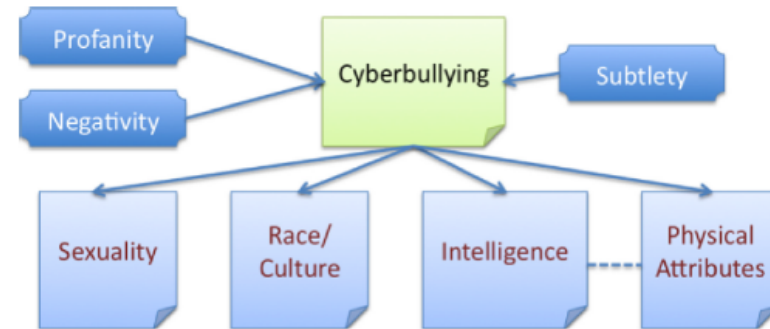 Profanity
Cyberbullying
Subtlety
Negativity
Sexuality
Race/
Culture
Intelligence
Physical
Attributes